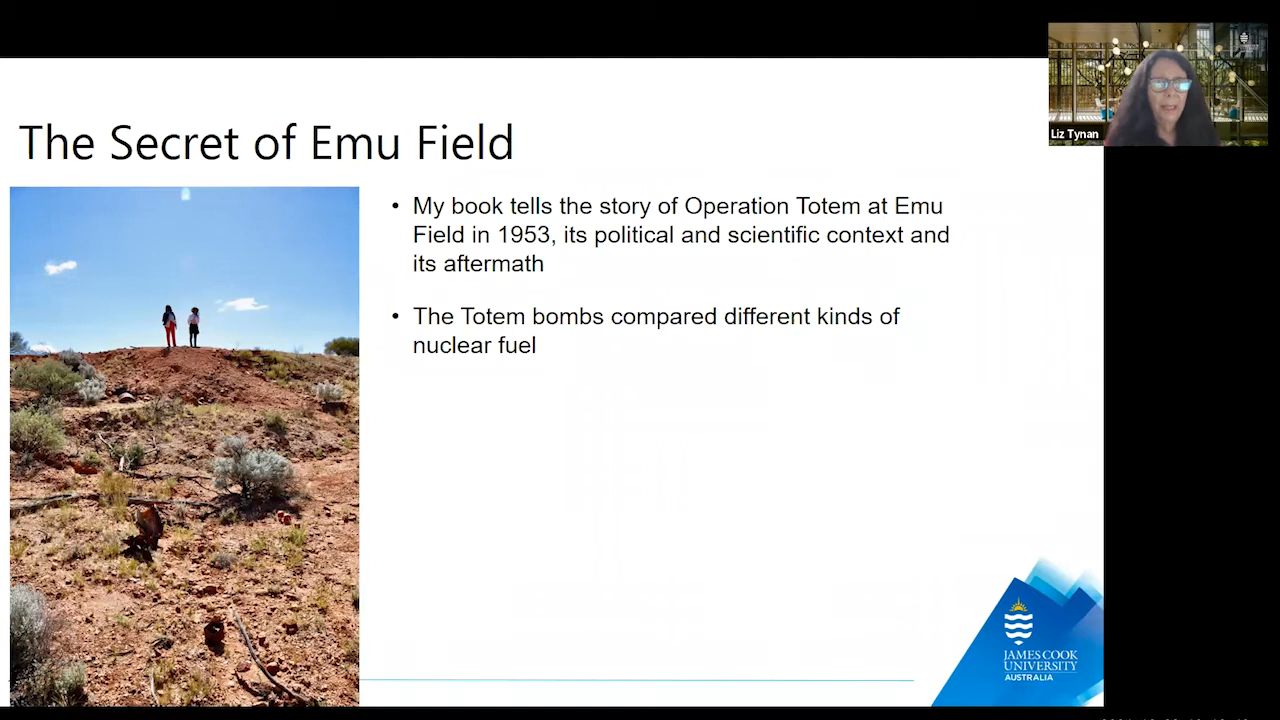 Liz Tynan
The Secret of Emu Field
• My book tells the story of Operation Totem at Emu
Field in 1953, its political and scientific context and
its aftermath
• The Totem bombs compared different kinds of
nuclear fuel
JAMES COOK
UNIVERSITY
AUSTRALIA